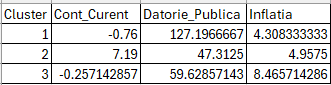 Cluster Cont_Curent Datorie_Publica Inflatia
1 -0.76 127.1966667 4.308333333
2 7.19 47.3125 4.9575
3 -0.257142857 59.62857143 8.465714286